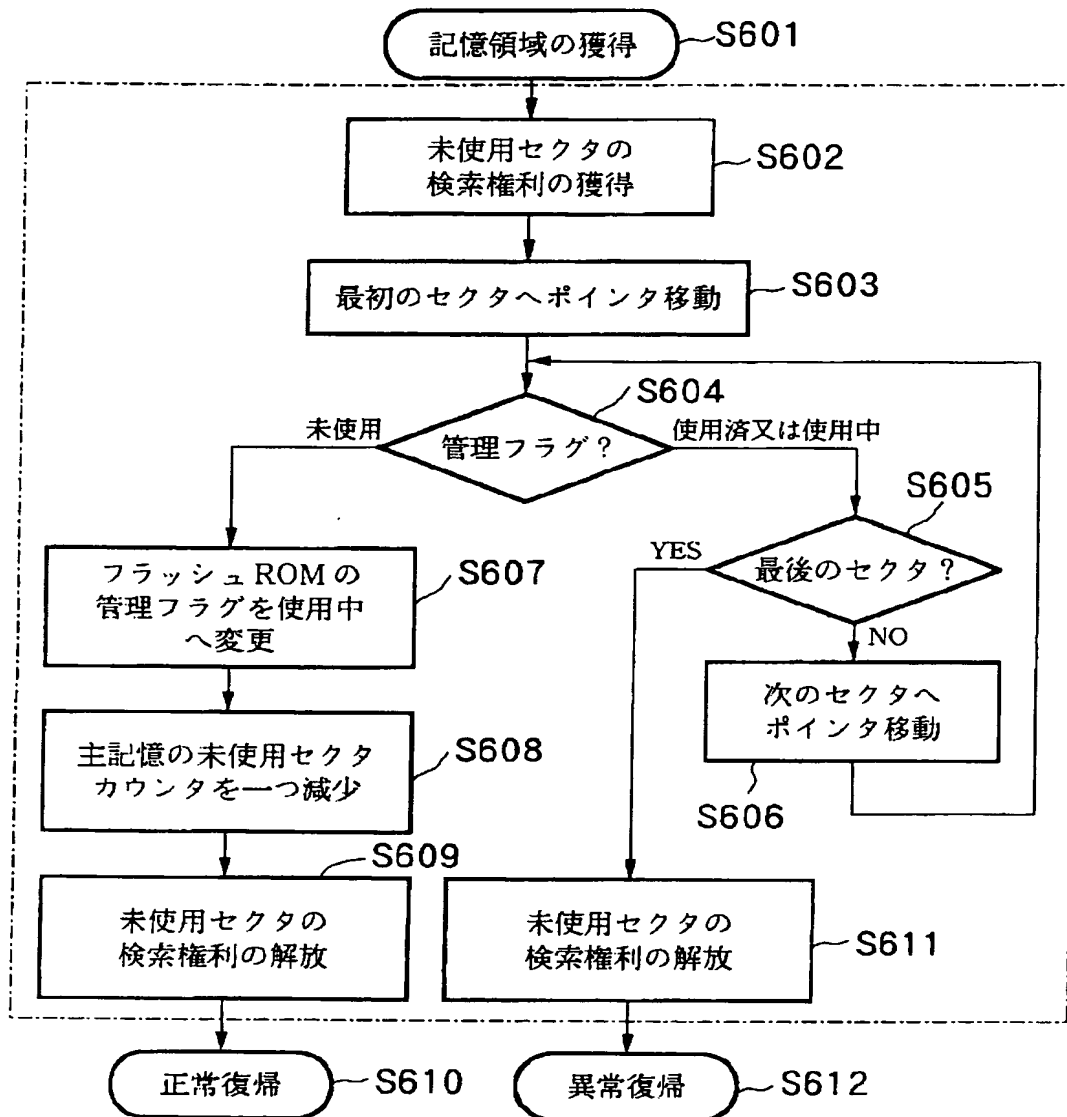 記憶領域の獲得
S601
未使用セクタの
検索権利の獲得
S602
最初のセクタへポインタ移動
S603
S604
未使用
管理フラグ？
使用済又は使用中
S605
YES
最後のセクタ？
NO
フラッシュROMの
管理フラグを使用中
へ変更
S607
次のセクタへ
ポインタ移動
S606
主記憶の未使用セクタ
カウンタを一つ減少
S608
S609
未使用セクタの
検索権利の解放
未使用セクタの
検索権利の解放
S611
正常復帰
S610
異常復帰
S612